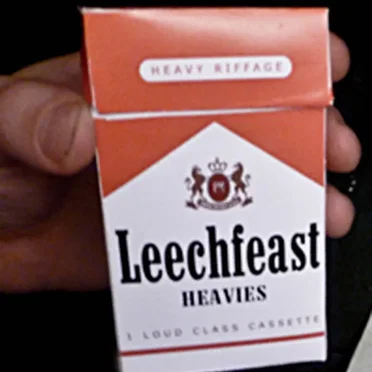 HEAVY RIFFAGE
Leechfeast
HEAVIES
1 LOUD CLASS CASSETTE